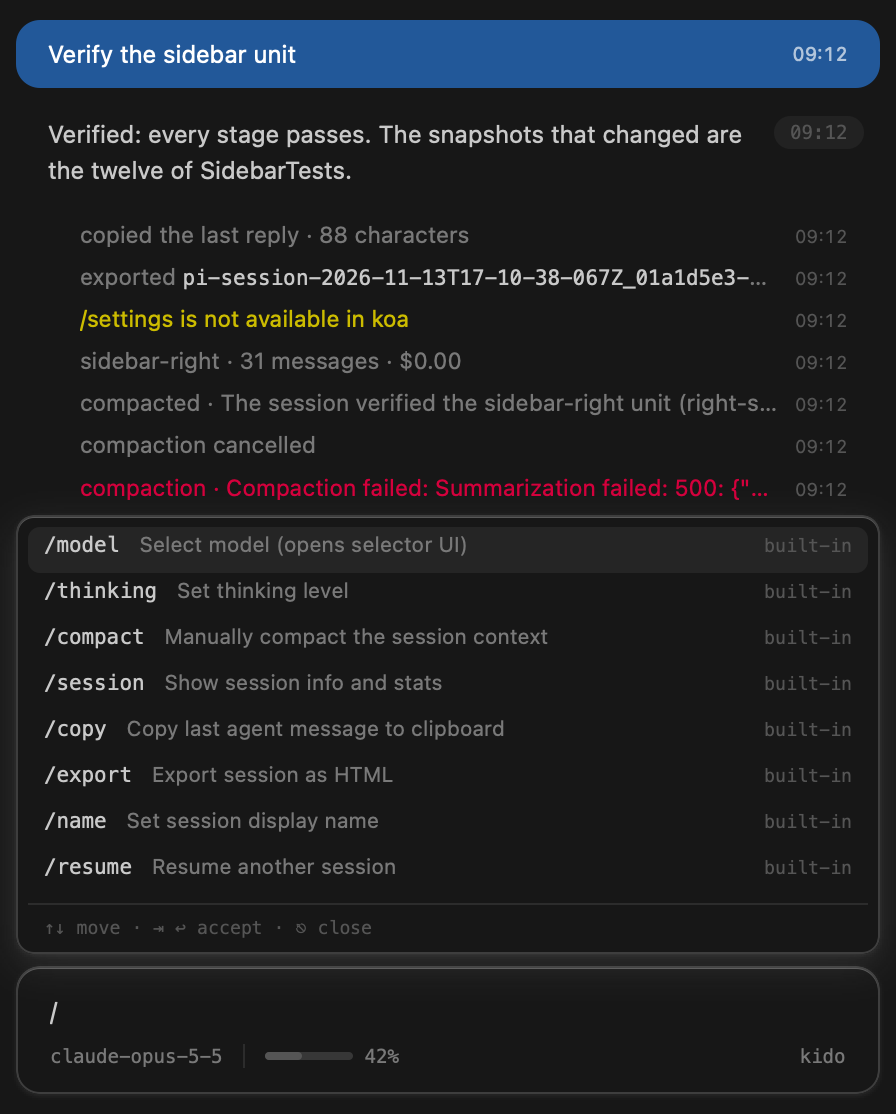 Verify the sidebar unit 09:12
Verified: every stage passes. The snapshots that changed are 09:12
the twelve of SidebarTests.
copied the last reply · 88 characters 09:12
exported pi-session-2026-11-13T17-10-38-067Z_01a1d5e3-… 09:12
/settings is not available in koa 09:12
sidebar-right · 31 messages · $0.00 09:12
compacted · The session verified the sidebar-right unit (right-s… 09:12
compaction cancelled 09:12
compaction · Compaction failed: Summarization failed: 500: {"… 09:12
/model Select model (opens selector UI) built-in
/thinking Set thinking level built-in
/compact Manually compact the session context built-in
/session Show session info and stats built-in
/copy Copy last agent message to clipboard built-in
/export Export session as HTML built-in
/name Set session display name built-in
/resume Resume another session built-in
↑↓ move · ⇥ ↩ accept · ⎋ close
/
claude-opus-5-5 42% kido